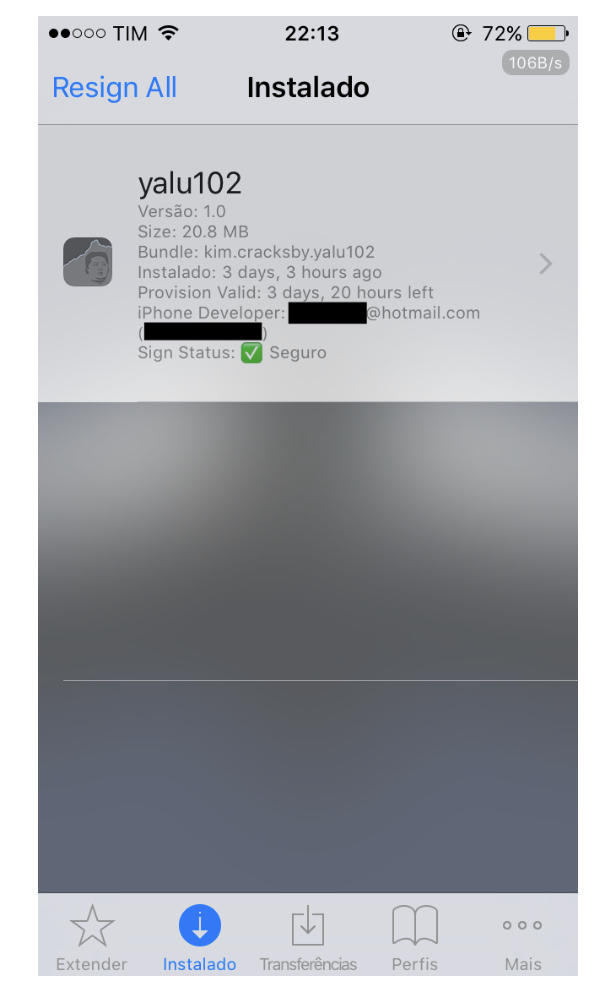 TIM 22:13 72%
106B/s
Resign All Instalado
yalu102
Versão: 1.0
Size: 20.8 MB
Bundle: kim.cracksby.yalu102
Instalado: 3 days, 3 hours ago
Provision Valid: 3 days, 20 hours left
iPhone Developer: @hotmail.com
( )
Sign Status: ✅ Seguro
Extender Instalado Transferências Perfis Mais